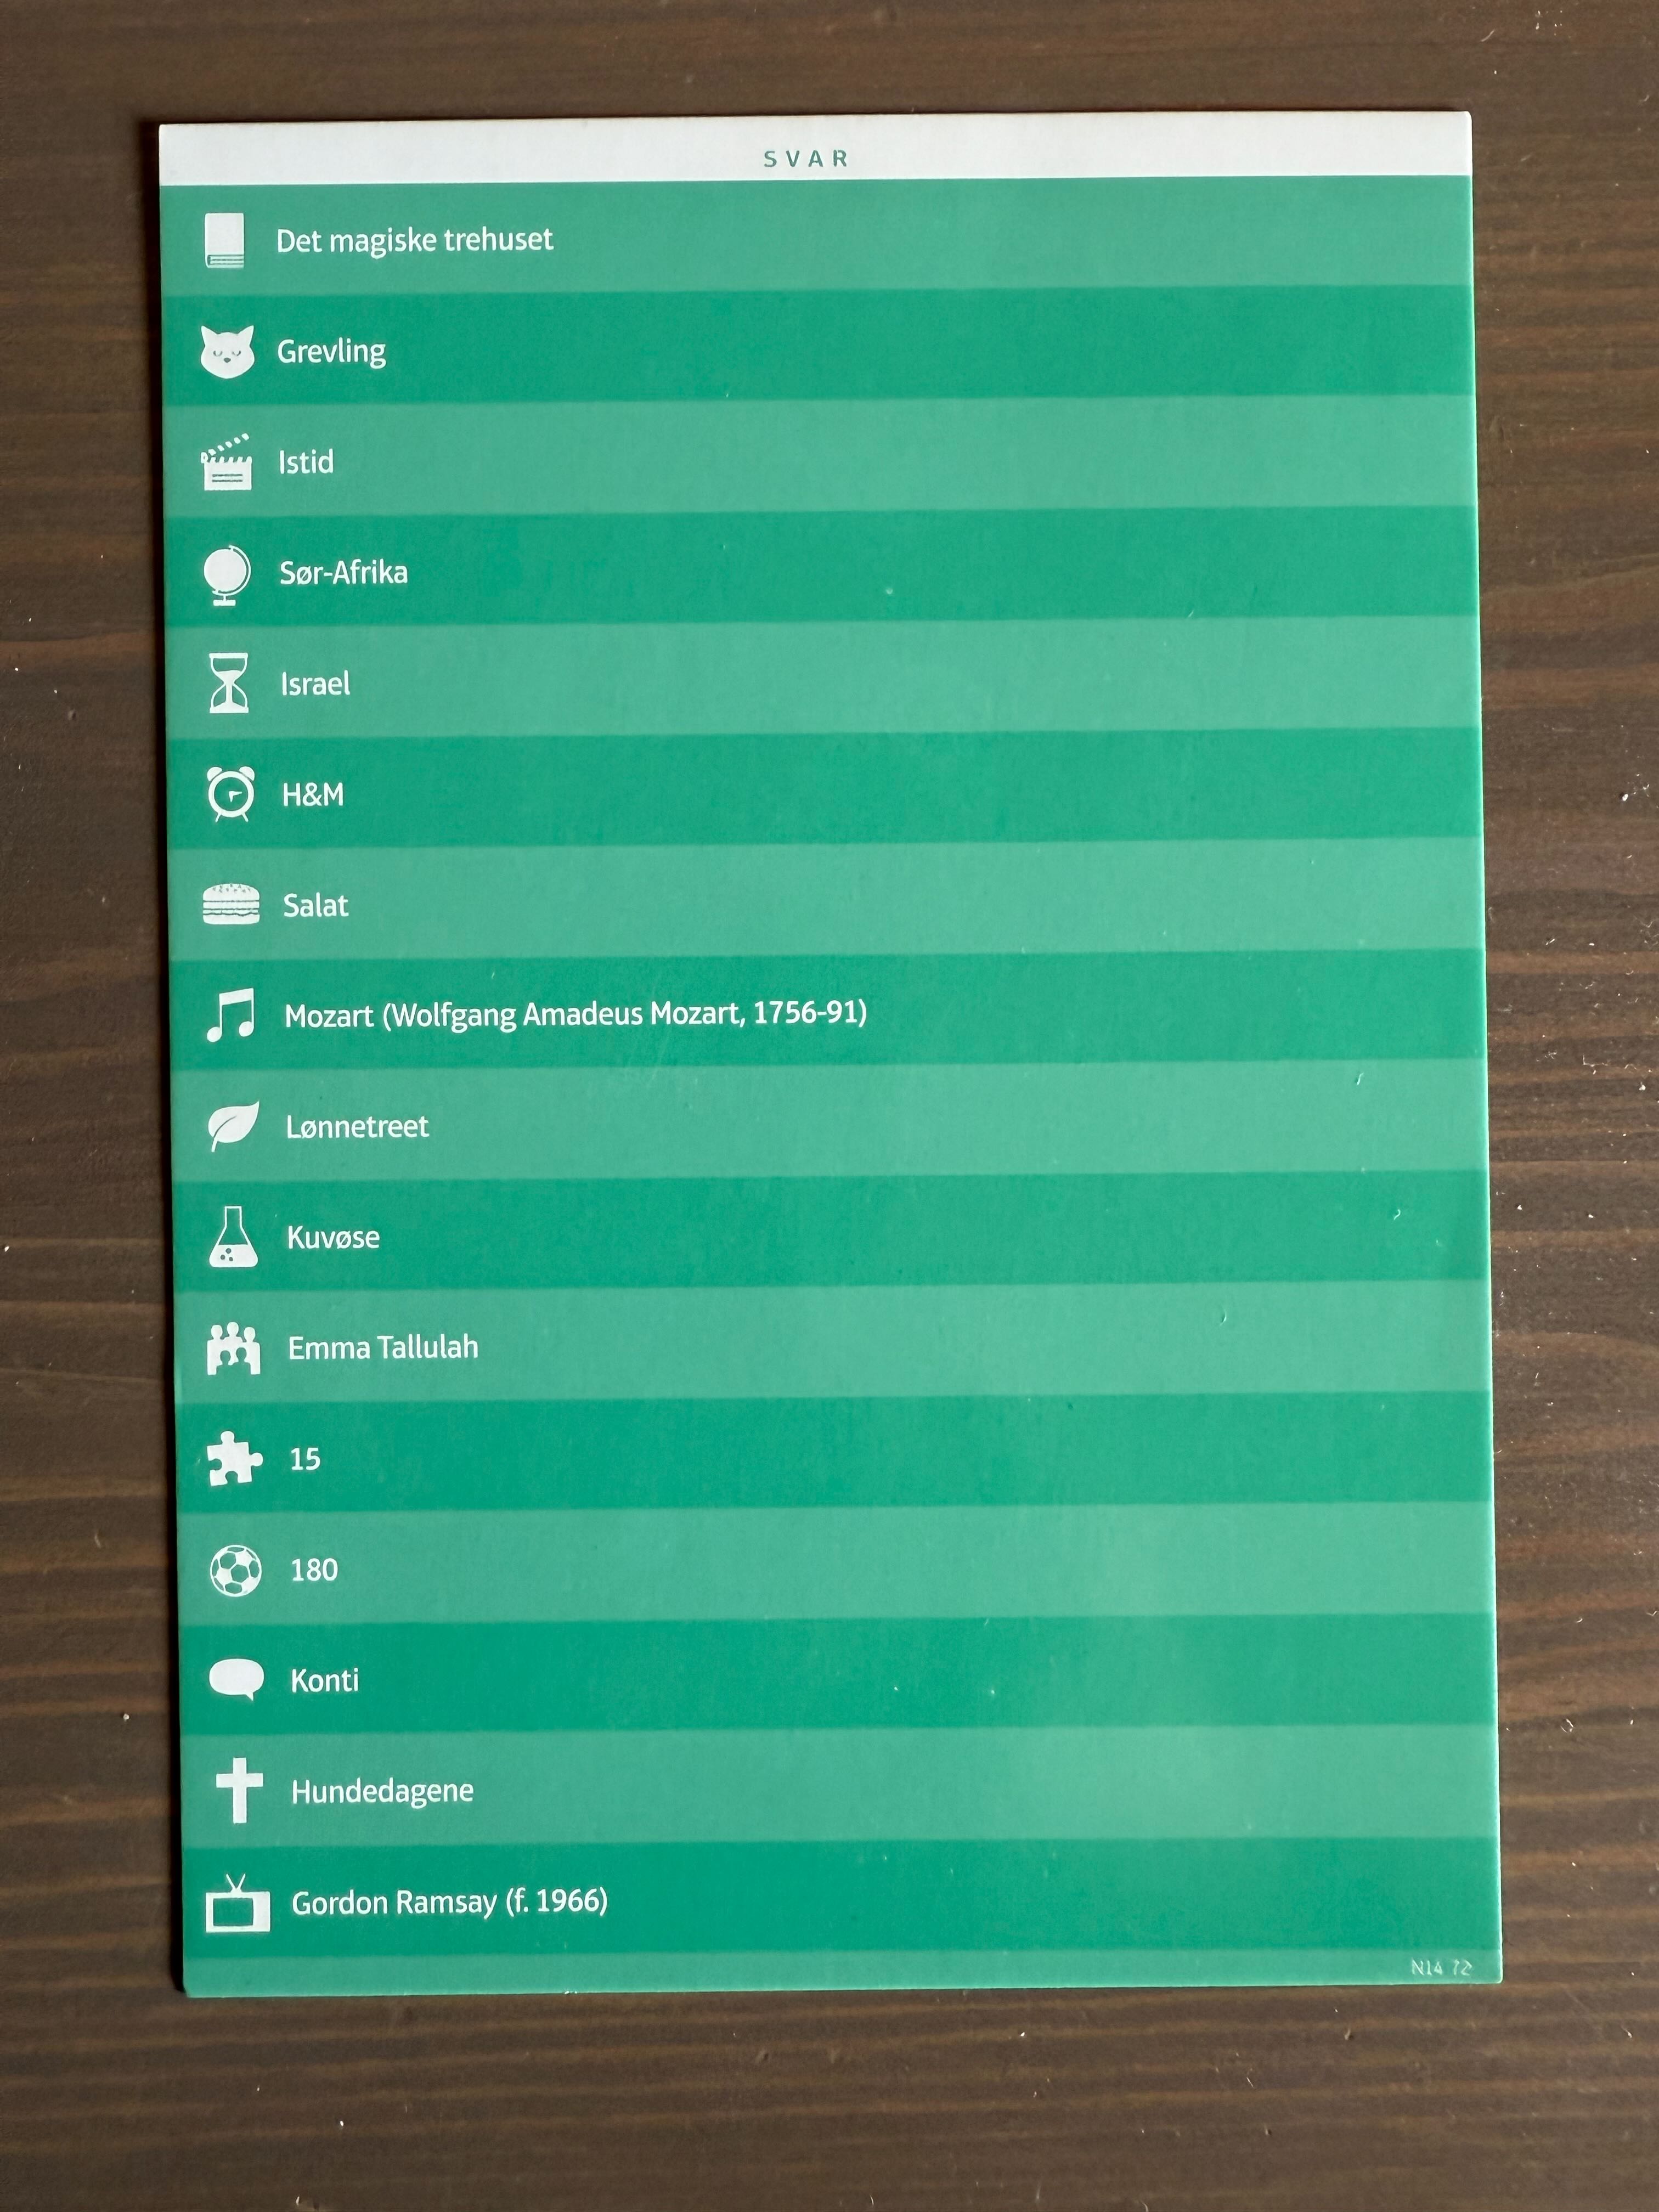 SVAR
Det magiske trehuset
Grevling
Istid
Sør-Afrika
Israel
H&M
Salat
Mozart (Wolfgang Amadeus Mozart, 1756-91)
Lønnetreet
Kuvøse
Emma Tallulah
15
180
Konti
Hundedagene
Gordon Ramsay (f. 1966)
N14 72